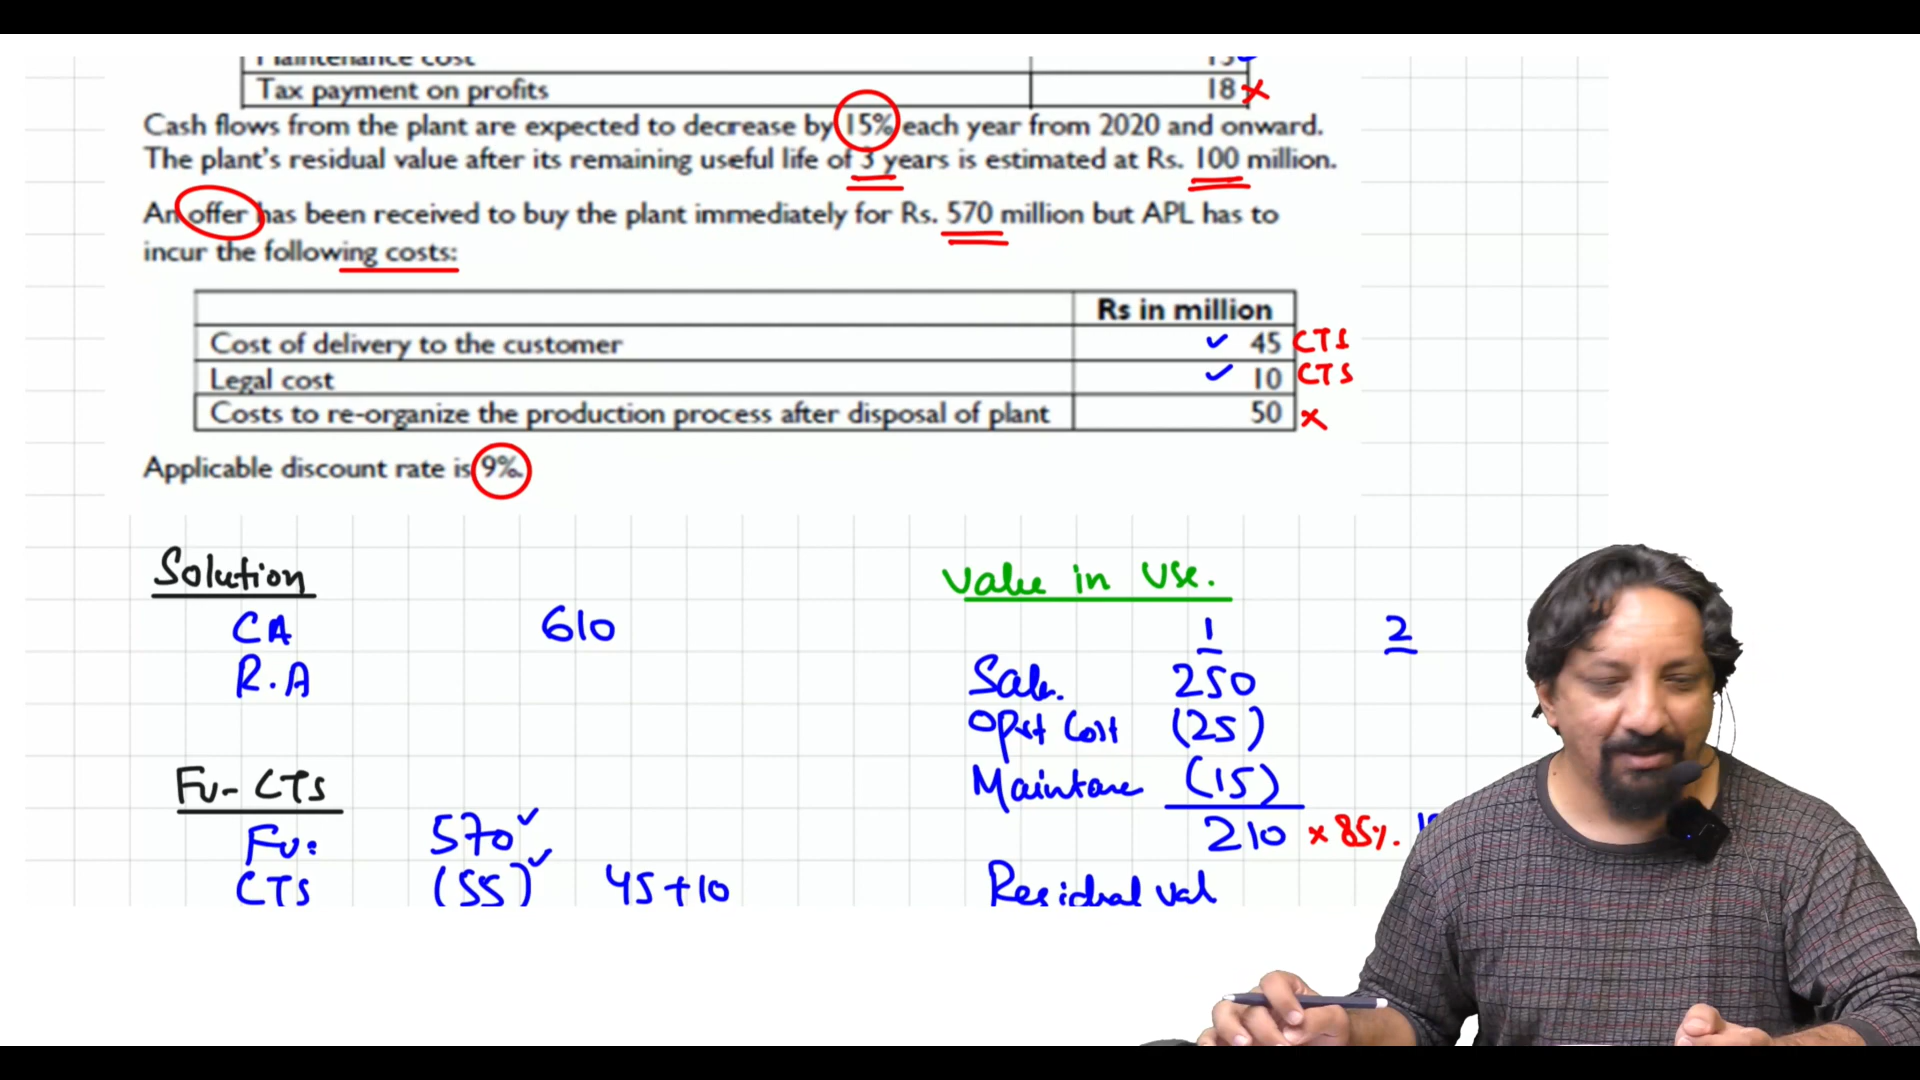 Maintenance cost 15
Tax payment on profits 18 x
Cash flows from the plant are expected to decrease by 15% each year from 2020 and onward.
The plant's residual value after its remaining useful life of 3 years is estimated at Rs. 100 million.
An offer has been received to buy the plant immediately for Rs. 570 million but APL has to
incur the following costs:
Rs in million
Cost of delivery to the customer ✓ 45 CTS
Legal cost ✓ 10 CTS
Costs to re-organize the production process after disposal of plant 50 x
Applicable discount rate is 9%.
Solution
CA 610
R.A
Fv- CTS
Fv: 570 ✓
CTS (55) ✓ 45+10
Value in Use.
1 2
Sale. 250
Opst Cost (25)
(15)
210 x 85%.
Residual val